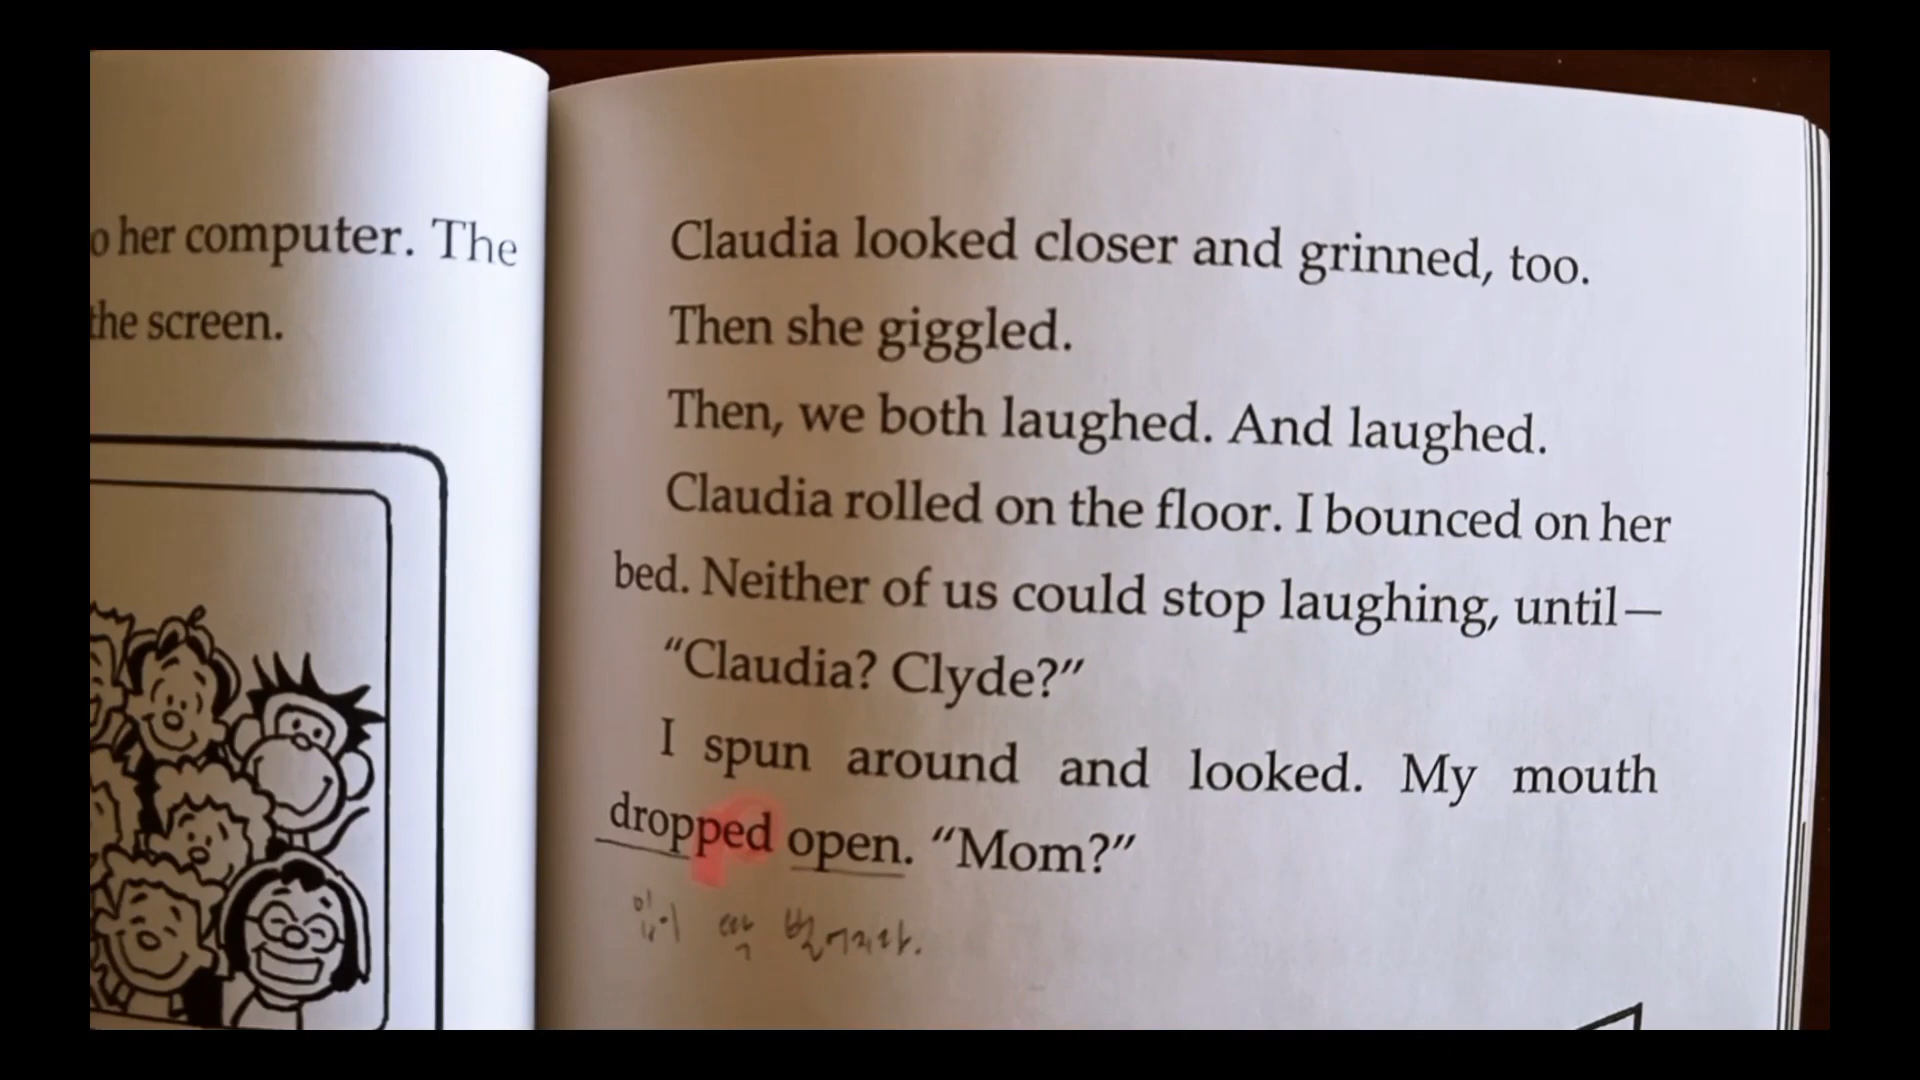 o her computer. The
the screen.
Claudia looked closer and grinned, too.
Then she giggled.
Then, we both laughed. And laughed.
Claudia rolled on the floor. I bounced on her
bed. Neither of us could stop laughing, until—
“Claudia? Clyde?”
I spun around and looked. My mouth
dropped open. “Mom?”
입이 딱 벌어지다.